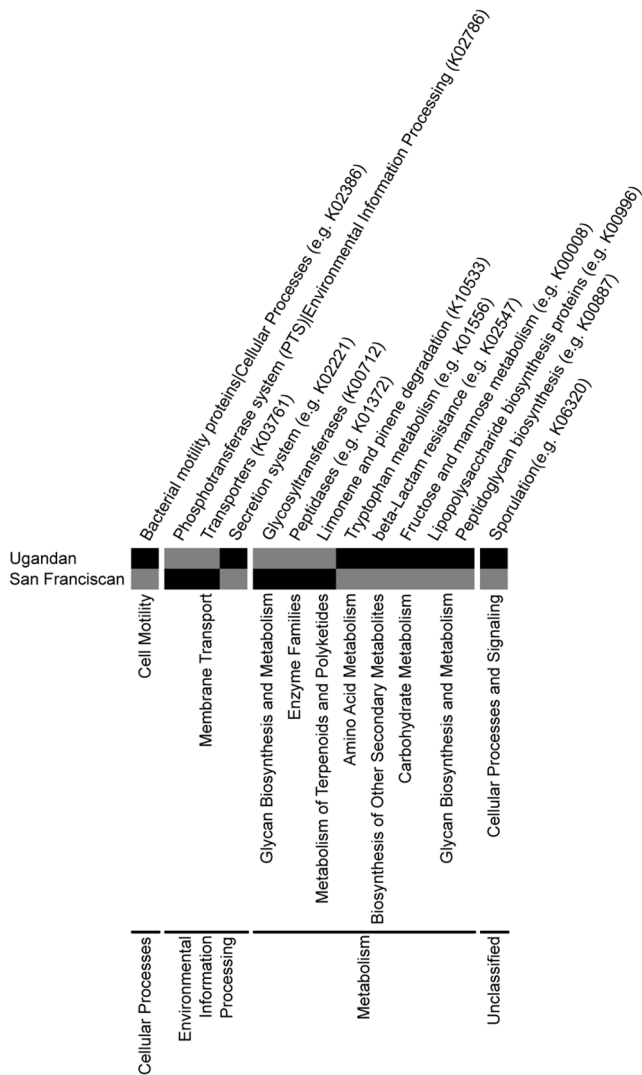 Bacterial motility proteins|Cellular Processes (e.g. K02386)
Phosphotransferase system (PTS)|Environmental Information Processing (K02786)
Transporters (K03761)
Secretion system (e.g. K02221)
Glycosyltransferases (K00712)
Peptidases (e.g. K01372)
Limonene and pinene degradation (K10533)
Tryptophan metabolism (e.g. K01556)
beta-Lactam resistance (e.g. K02547)
Fructose and mannose metabolism (e.g. K00008)
Lipopolysaccharide biosynthesis proteins (e.g. K00996)
Peptidoglycan biosynthesis (e.g. K00887)
Sporulation(e.g. K06320)
Ugandan
San Franciscan
Cell Motility
Membrane Transport
Glycan Biosynthesis and Metabolism
Enzyme Families
Metabolism of Terpenoids and Polyketides
Amino Acid Metabolism
Biosynthesis of Other Secondary Metabolites
Carbohydrate Metabolism
Glycan Biosynthesis and Metabolism
Cellular Processes and Signaling
Cellular Processes
Environmental
Information
Processing
Metabolism
Unclassified